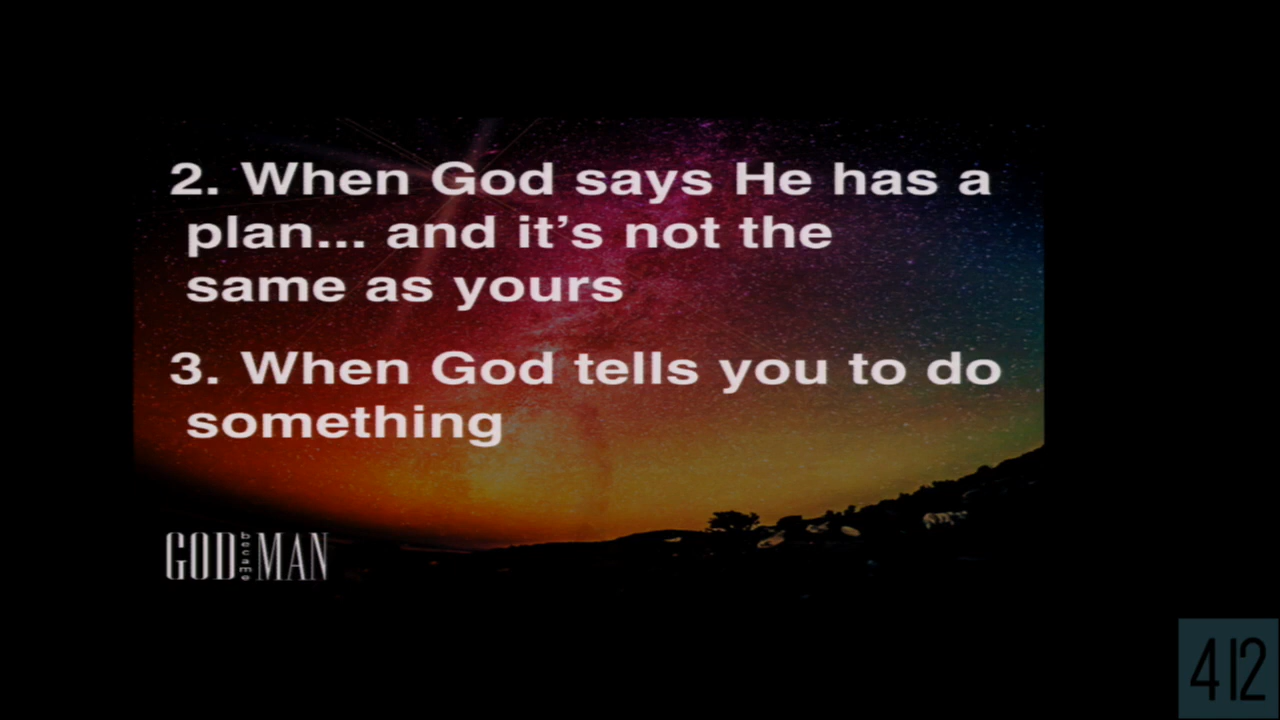 2. When God says He has a
plan... and it’s not the
same as yours
3. When God tells you to do
something
GOD became MAN
412